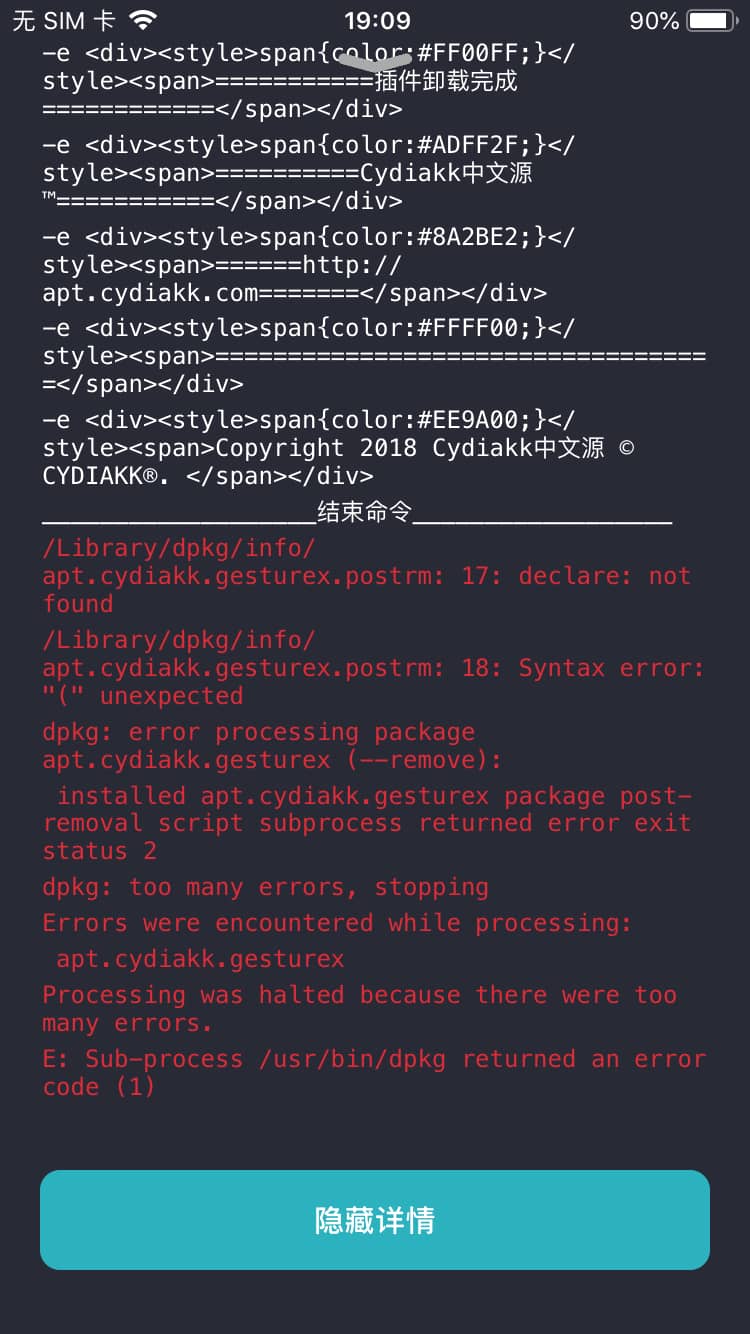 无 SIM 卡 19:09 90%
-e <div><style>span{color:#FF00FF;}</
style><span>===========插件卸载完成
============</span></div>
-e <div><style>span{color:#ADFF2F;}</
style><span>==========Cydiakk中文源
™===========</span></div>
-e <div><style>span{color:#8A2BE2;}</
style><span>======http://
apt.cydiakk.com=======</span></div>
-e <div><style>span{color:#FFFF00;}</
style><span>==================================
=</span></div>
-e <div><style>span{color:#EE9A00;}</
style><span>Copyright 2018 Cydiakk中文源 ©
CYDIAKK®. </span></div>
___________________结束命令__________________
/Library/dpkg/info/
apt.cydiakk.gesturex.postrm: 17: declare: not
found
/Library/dpkg/info/
apt.cydiakk.gesturex.postrm: 18: Syntax error:
"(" unexpected
dpkg: error processing package
apt.cydiakk.gesturex (--remove):
installed apt.cydiakk.gesturex package post-
removal script subprocess returned error exit
status 2
dpkg: too many errors, stopping
Errors were encountered while processing:
apt.cydiakk.gesturex
Processing was halted because there were too
many errors.
E: Sub-process /usr/bin/dpkg returned an error
code (1)
隐藏详情